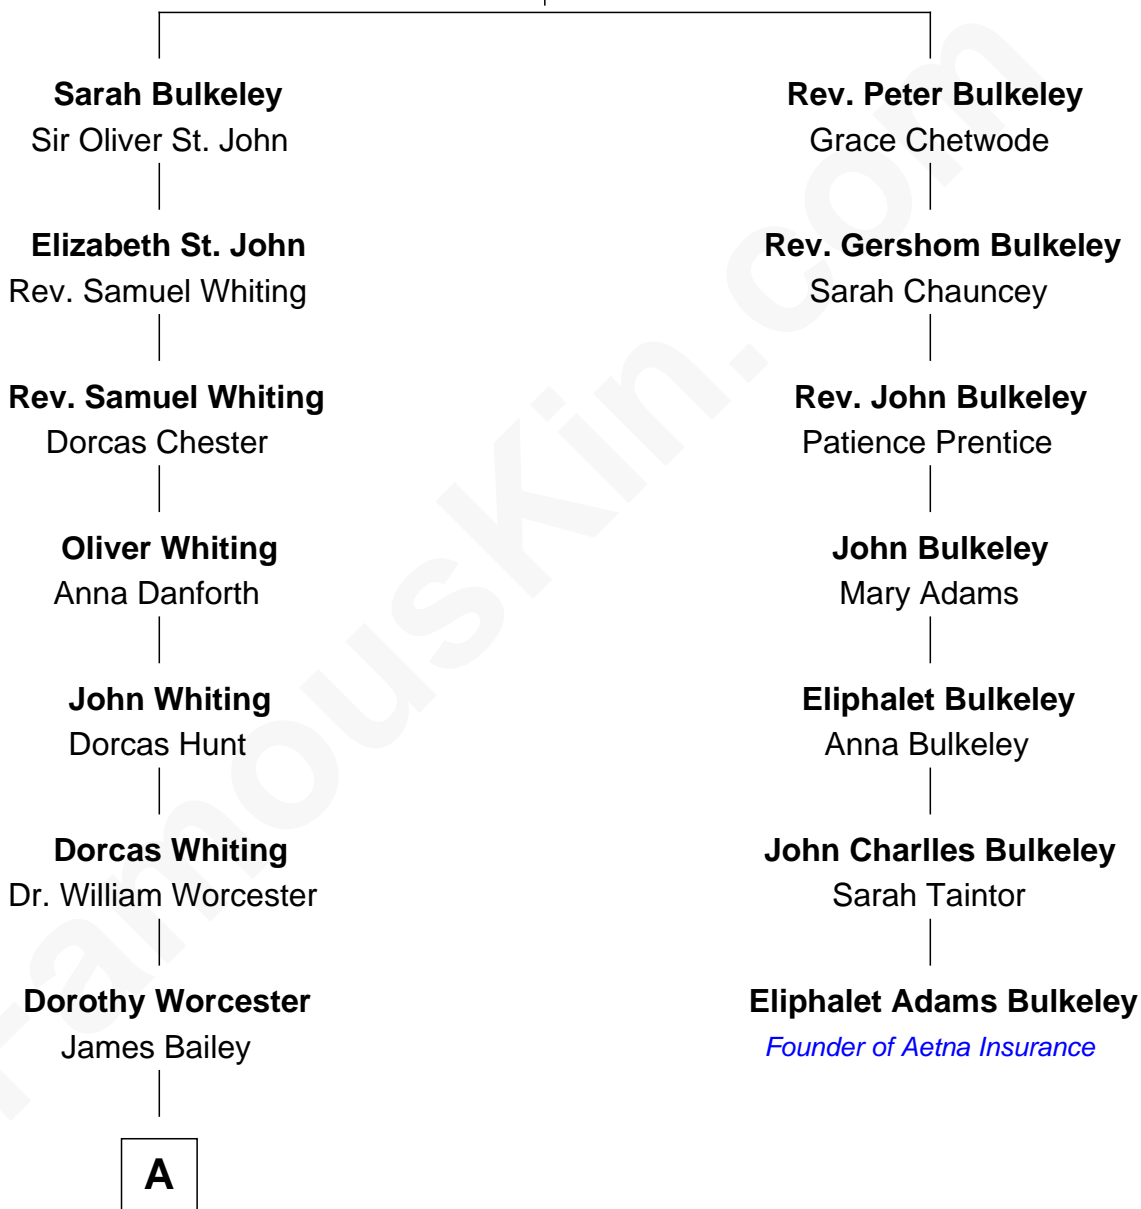 Sarah Bulkeley
Sir Oliver St. John
Rev. Peter Bulkeley
Grace Chetwode
Elizabeth St. John
Rev. Samuel Whiting
Rev. Gershom Bulkeley
Sarah Chauncey
Rev. Samuel Whiting
Dorcas Chester
Rev. John Bulkeley
Patience Prentice
Oliver Whiting
Anna Danforth
John Bulkeley
Mary Adams
John Whiting
Dorcas Hunt
Eliphalet Bulkeley
Anna Bulkeley
Dorcas Whiting
Dr. William Worcester
John Charlles Bulkeley
Sarah Taintor
Dorothy Worcester
James Bailey
Eliphalet Adams Bulkeley
Founder of Aetna Insurance
A
FamousKin.com